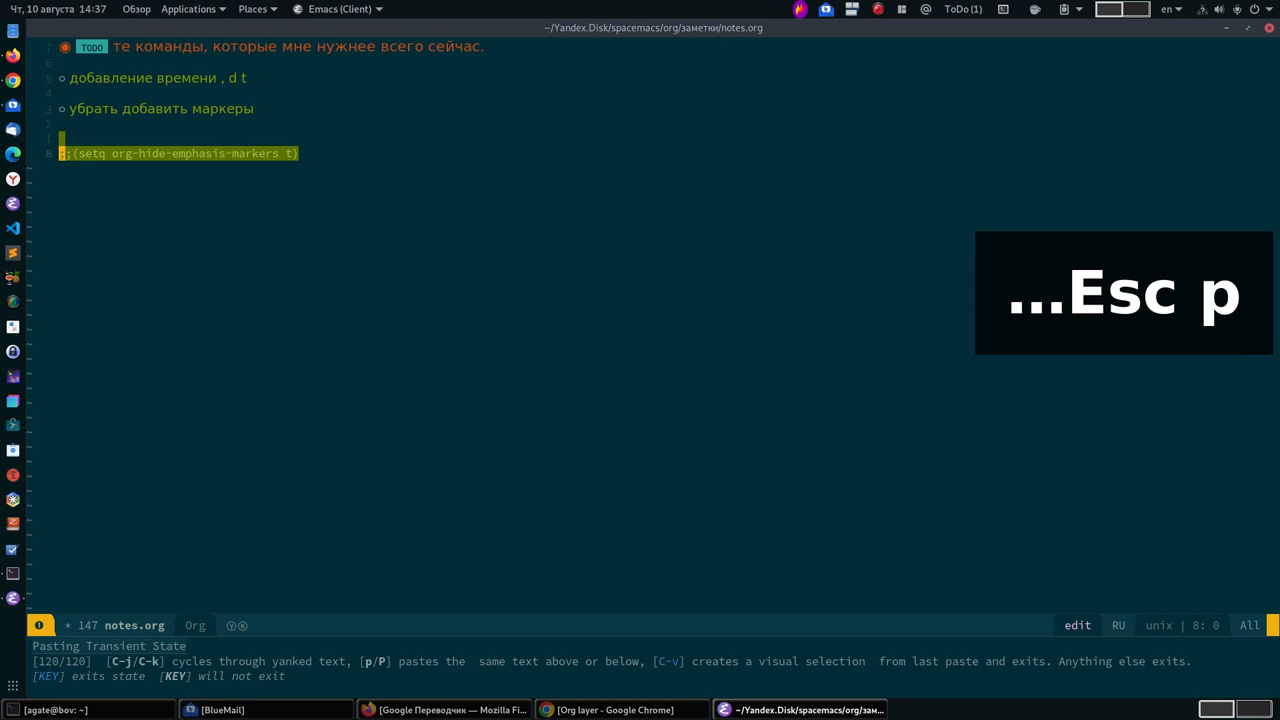 Чт, 10 августа 14:37 Обзор Applications Places Emacs (Client) ToDo (1) en
~/Yandex.Disk/spacemacs/org/заметки/notes.org
7 TODO те команды, которые мне нужнее всего сейчас.
6
5 ○ добавление времени , d t
4
3 ○ убрать добавить маркеры
2
1
8 ;;(setq org-hide-emphasis-markers t)
...Esc p
* 147 notes.org Org ⓎⓀ edit RU unix | 8: 0 All
Pasting Transient State
[120/120] [C-j/C-k] cycles through yanked text, [p/P] pastes the same text above or below, [C-v] creates a visual selection from last paste and exits. Anything else exits.
[KEY] exits state [KEY] will not exit
[agate@bov: ~] [BlueMail] [Google Переводчик — Mozilla Fi... [Org layer - Google Chrome] ~/Yandex.Disk/spacemacs/org/зам...